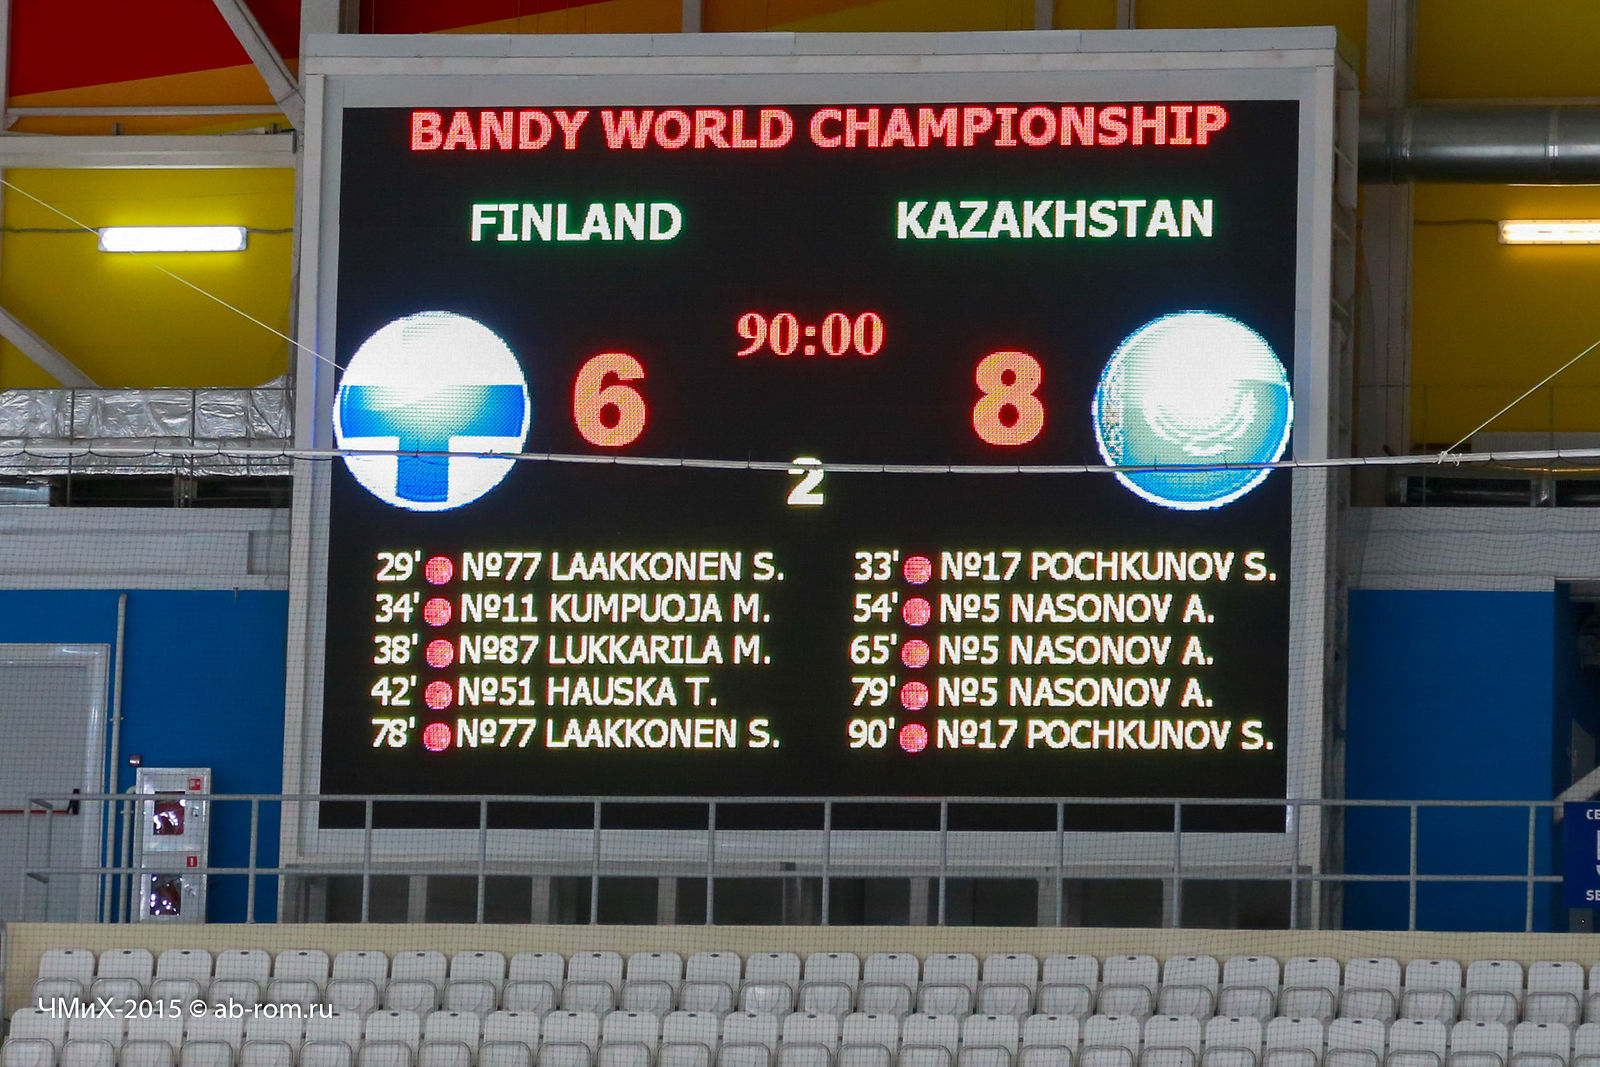 BANDY WORLD CHAMPIONSHIP
FINLAND KAZAKHSTAN
90:00
6 8
2
29' №77 LAAKKONEN S. 33' №17 POCHKUNOV S.
34' №11 KUMPUOJA M. 54' №5 NASONOV A.
38' №87 LUKKARILA M. 65' №5 NASONOV A.
42' №51 HAUSKA T. 79' №5 NASONOV A.
78' №77 LAAKKONEN S. 90' №17 POCHKUNOV S.
ЧМиХ-2015 © ab-rom.ru